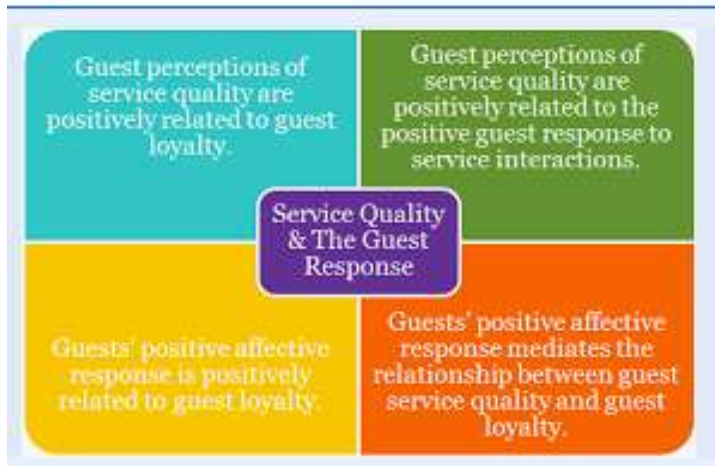 Guest perceptions of
service quality are
positively related to guest
loyalty.
Guest perceptions of
service quality are
positively related to the
positive guest response to
service interactions.
Service Quality
& The Guest
Response
Guests' positive affective
response is positively
related to guest loyalty.
Guests' positive affective
response mediates the
relationship between guest
service quality and guest
loyalty.